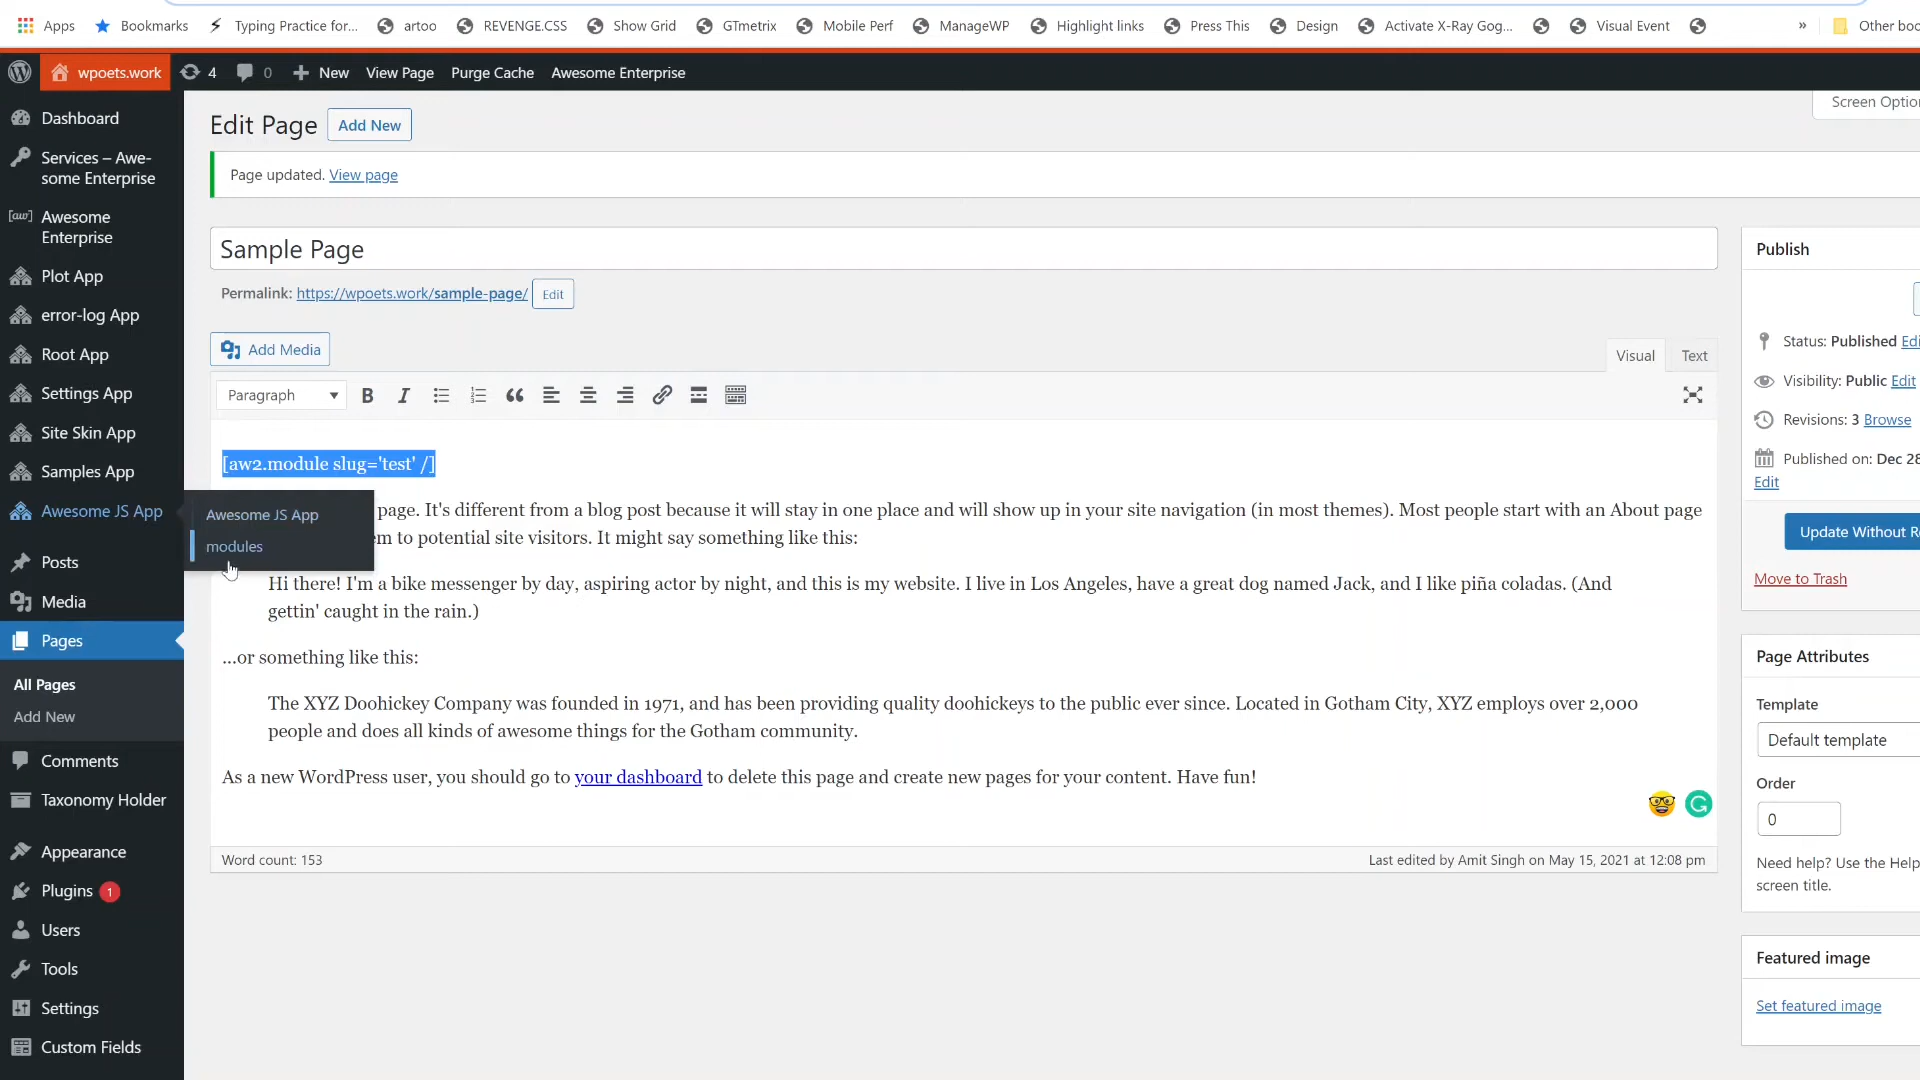 Apps
Bookmarks
Typing Practice for...
artoo
REVENGE.CSS
Show Grid
GTmetrix
Mobile Perf
ManageWP
Highlight links
Press This
Design
Activate X-Ray Gog...
Visual Event
»
Other boo
wpoets.work
4
0
New
View Page
Purge Cache
Awesome Enterprise
Dashboard
Services – Awe-
some Enterprise
[aw]
Awesome
Enterprise
Plot App
error-log App
Root App
Settings App
Site Skin App
Samples App
Awesome JS App
Awesome JS App
modules
Posts
Media
Pages
All Pages
Add New
Comments
Taxonomy Holder
Appearance
Plugins 1
Users
Tools
Settings
Custom Fields
Screen Optio
Edit Page
Add New
Page updated. View page
Sample Page
Permalink: https://wpoets.work/sample-page/ Edit
Add Media
Visual
Text
Paragraph
B
I
[aw2.module slug='test' /]
page. It's different from a blog post because it will stay in one place and will show up in your site navigation (in most themes). Most people start with an About page
em to potential site visitors. It might say something like this:
Hi there! I'm a bike messenger by day, aspiring actor by night, and this is my website. I live in Los Angeles, have a great dog named Jack, and I like piña coladas. (And
gettin' caught in the rain.)
...or something like this:
The XYZ Doohickey Company was founded in 1971, and has been providing quality doohickeys to the public ever since. Located in Gotham City, XYZ employs over 2,000
people and does all kinds of awesome things for the Gotham community.
As a new WordPress user, you should go to your dashboard to delete this page and create new pages for your content. Have fun!
Word count: 153
Last edited by Amit Singh on May 15, 2021 at 12:08 pm
Publish
Status: Published Edi
Visibility: Public Edit
Revisions: 3 Browse
Published on: Dec 28
Edit
Update Without Re
Move to Trash
Page Attributes
Template
Default template
Order
0
Need help? Use the Help
screen title.
Featured image
Set featured image